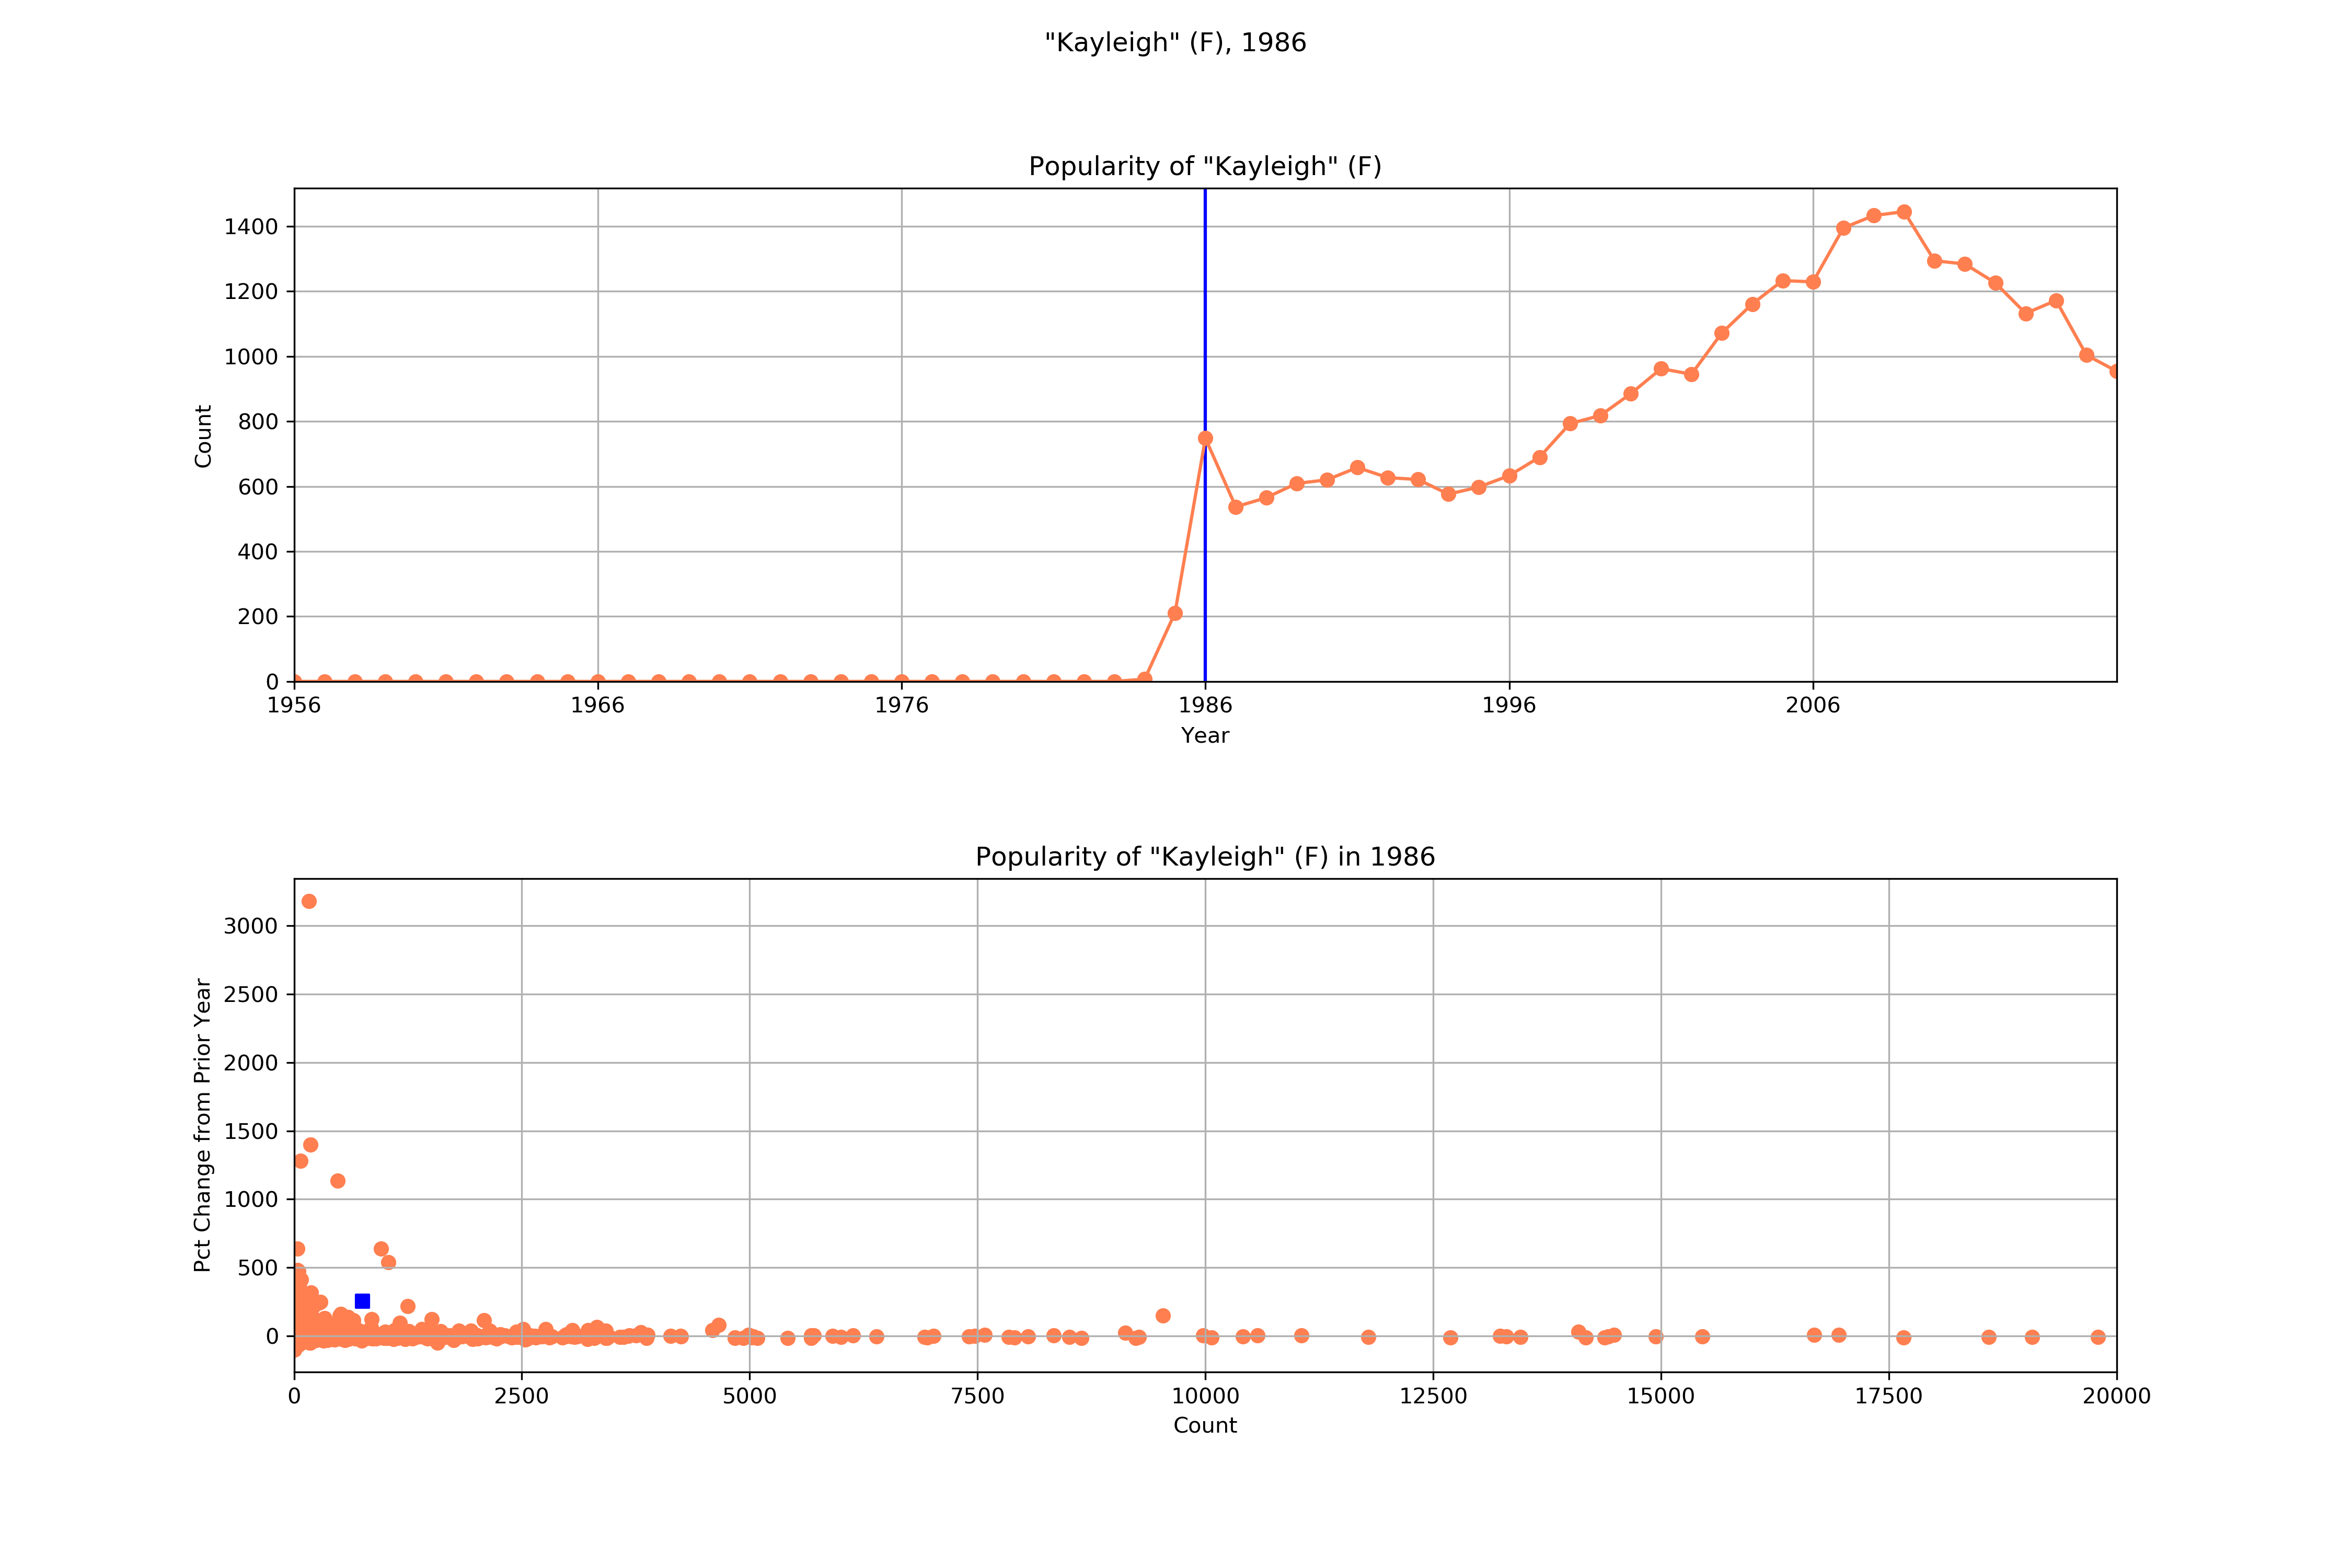 "Kayleigh" (F), 1986
Popularity of "Kayleigh" (F)
1400
1200
1000
800
600
400
200
0
Count
1956 1966 1976 1986 1996 2006
Year
Popularity of "Kayleigh" (F) in 1986
3000
2500
2000
1500
1000
500
0
Pct Change from Prior Year
0 2500 5000 7500 10000 12500 15000 17500 20000
Count